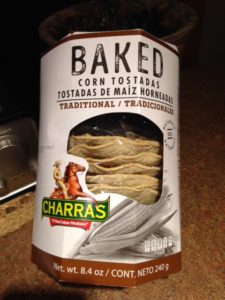 BAKED
CORN TOSTADAS
TOSTADAS DE MAÍZ HORNEADAS
TRADITIONAL / TRADICIONALES
CHARRAS
Net. wt. 8.4 oz / CONT. NETO 240 g